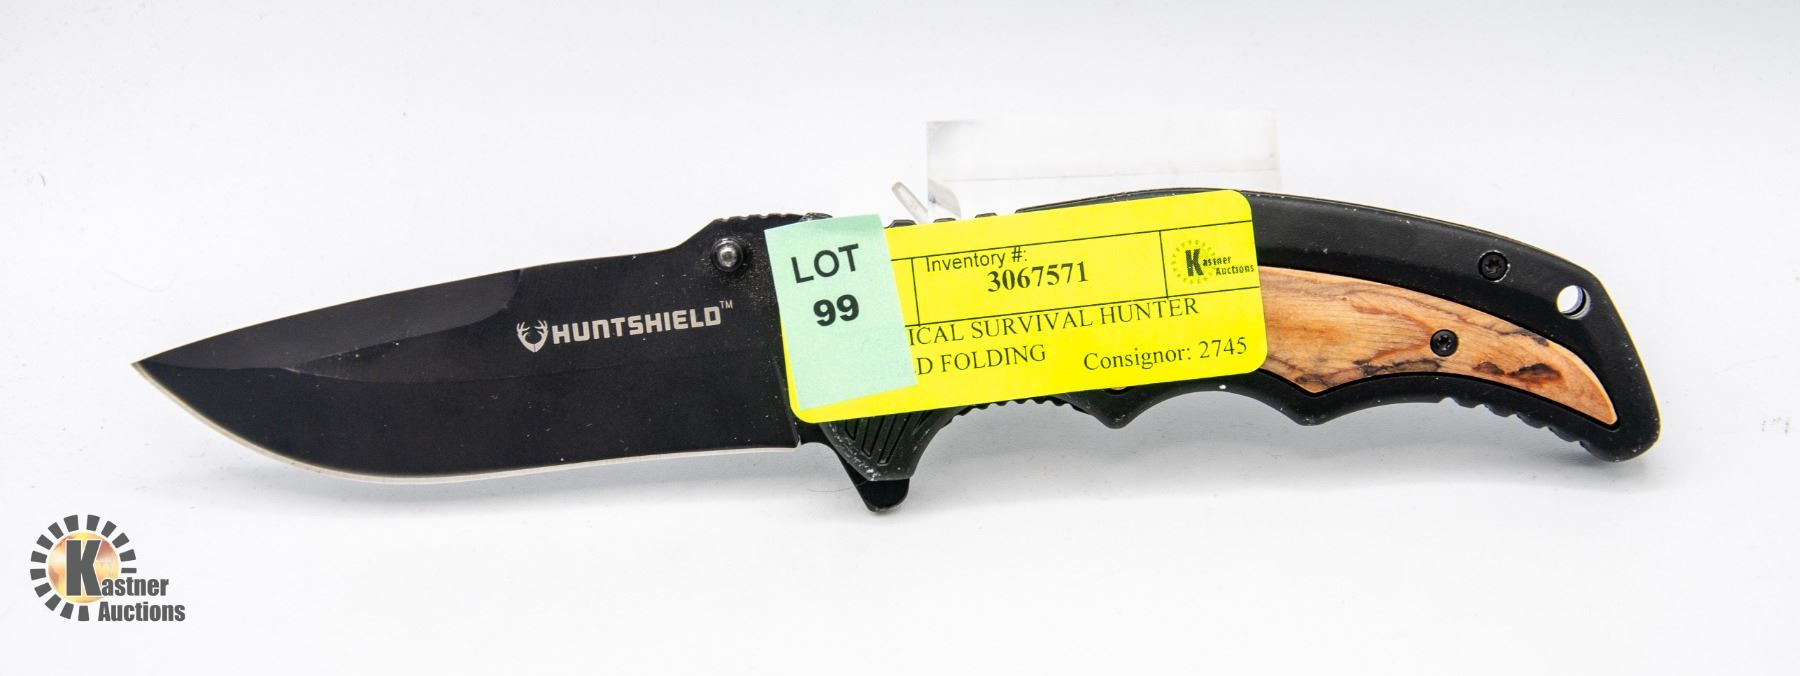 HUNTSHIELD™
LOT
99
Inventory #:
3067571
Kastner
Auctions
ICAL SURVIVAL HUNTER
D FOLDING
Consignor: 2745
Kastner
Auctions